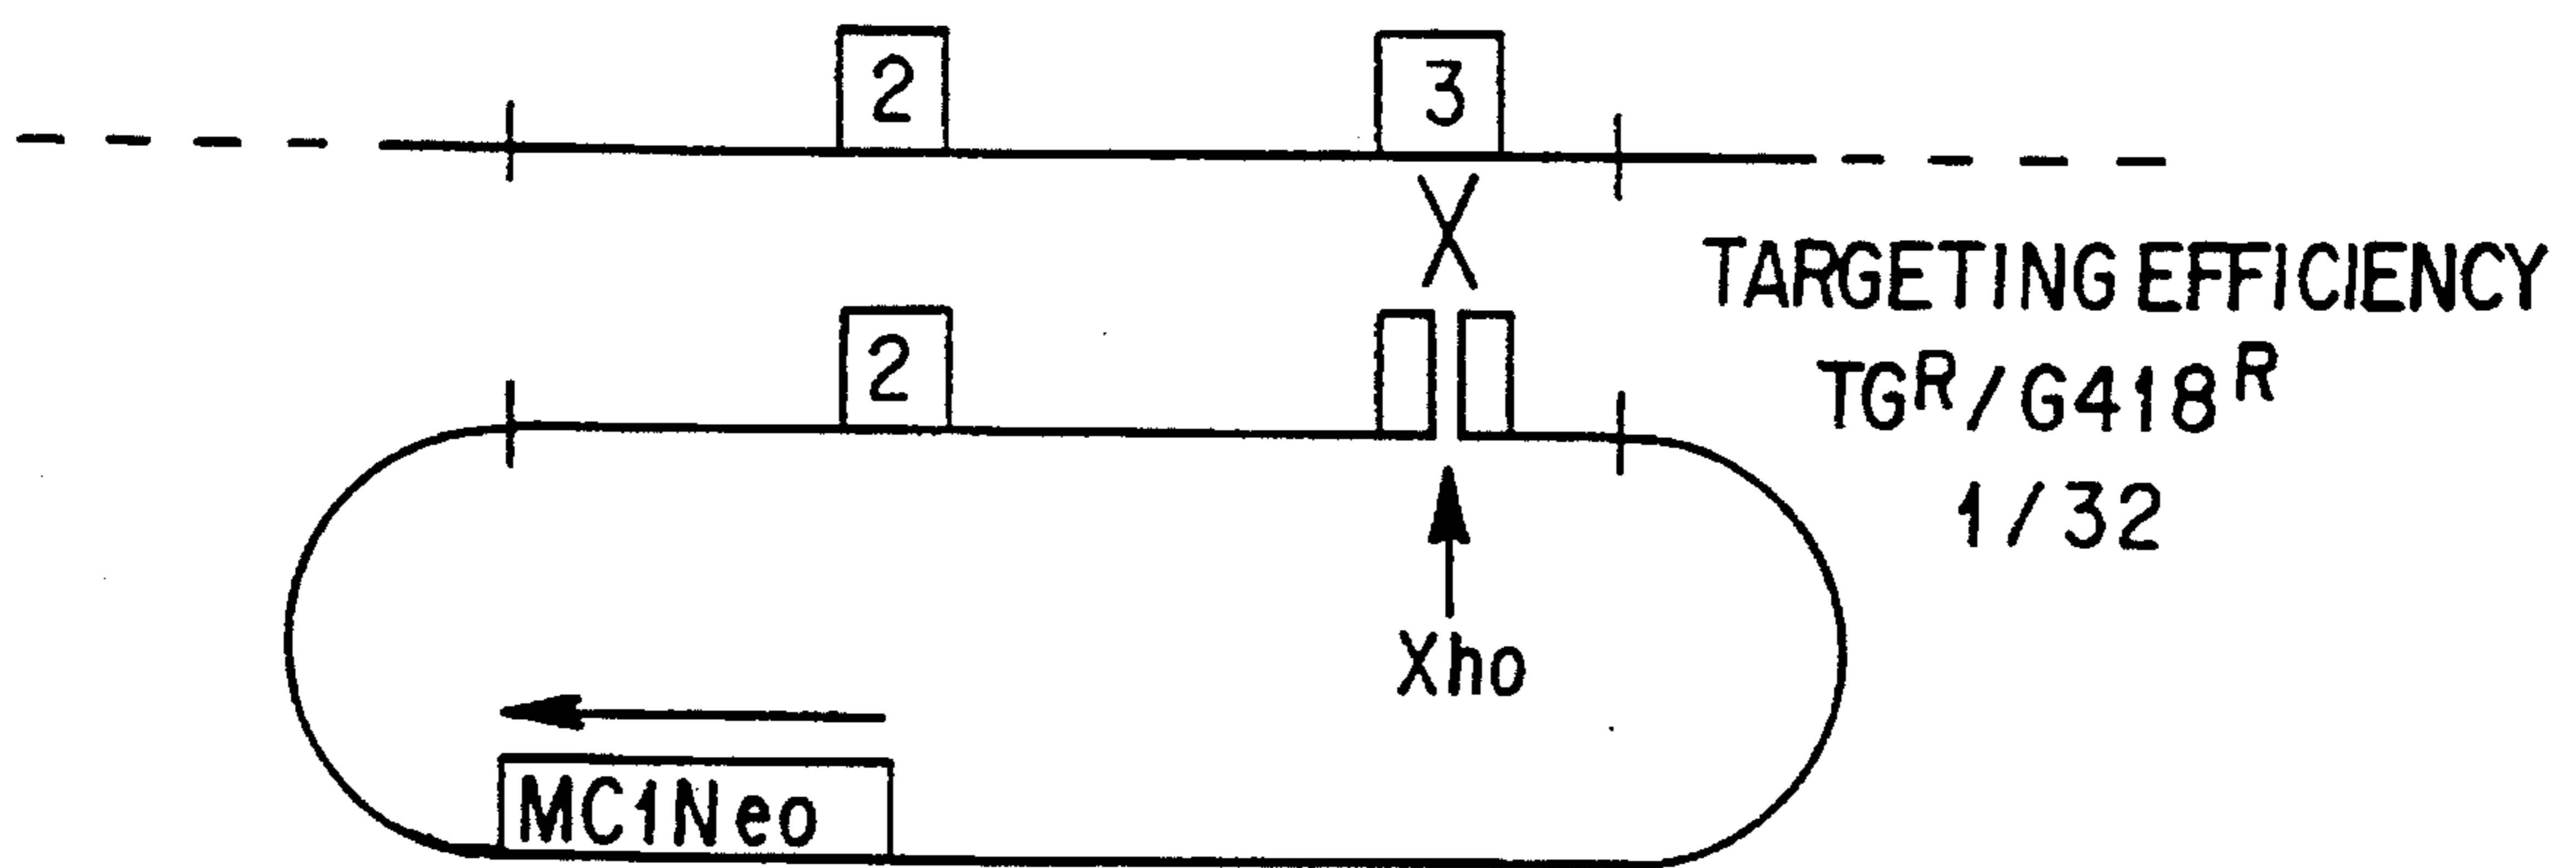 2
3
TARGETING EFFICIENCY
2
TGR/G418R
1/32
Xho
MC1Neo